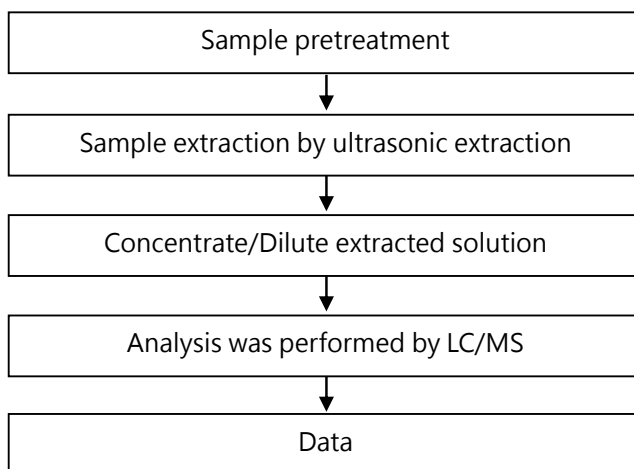 Sample pretreatment
Sample extraction by ultrasonic extraction
Concentrate/Dilute extracted solution
Analysis was performed by LC/MS
Data